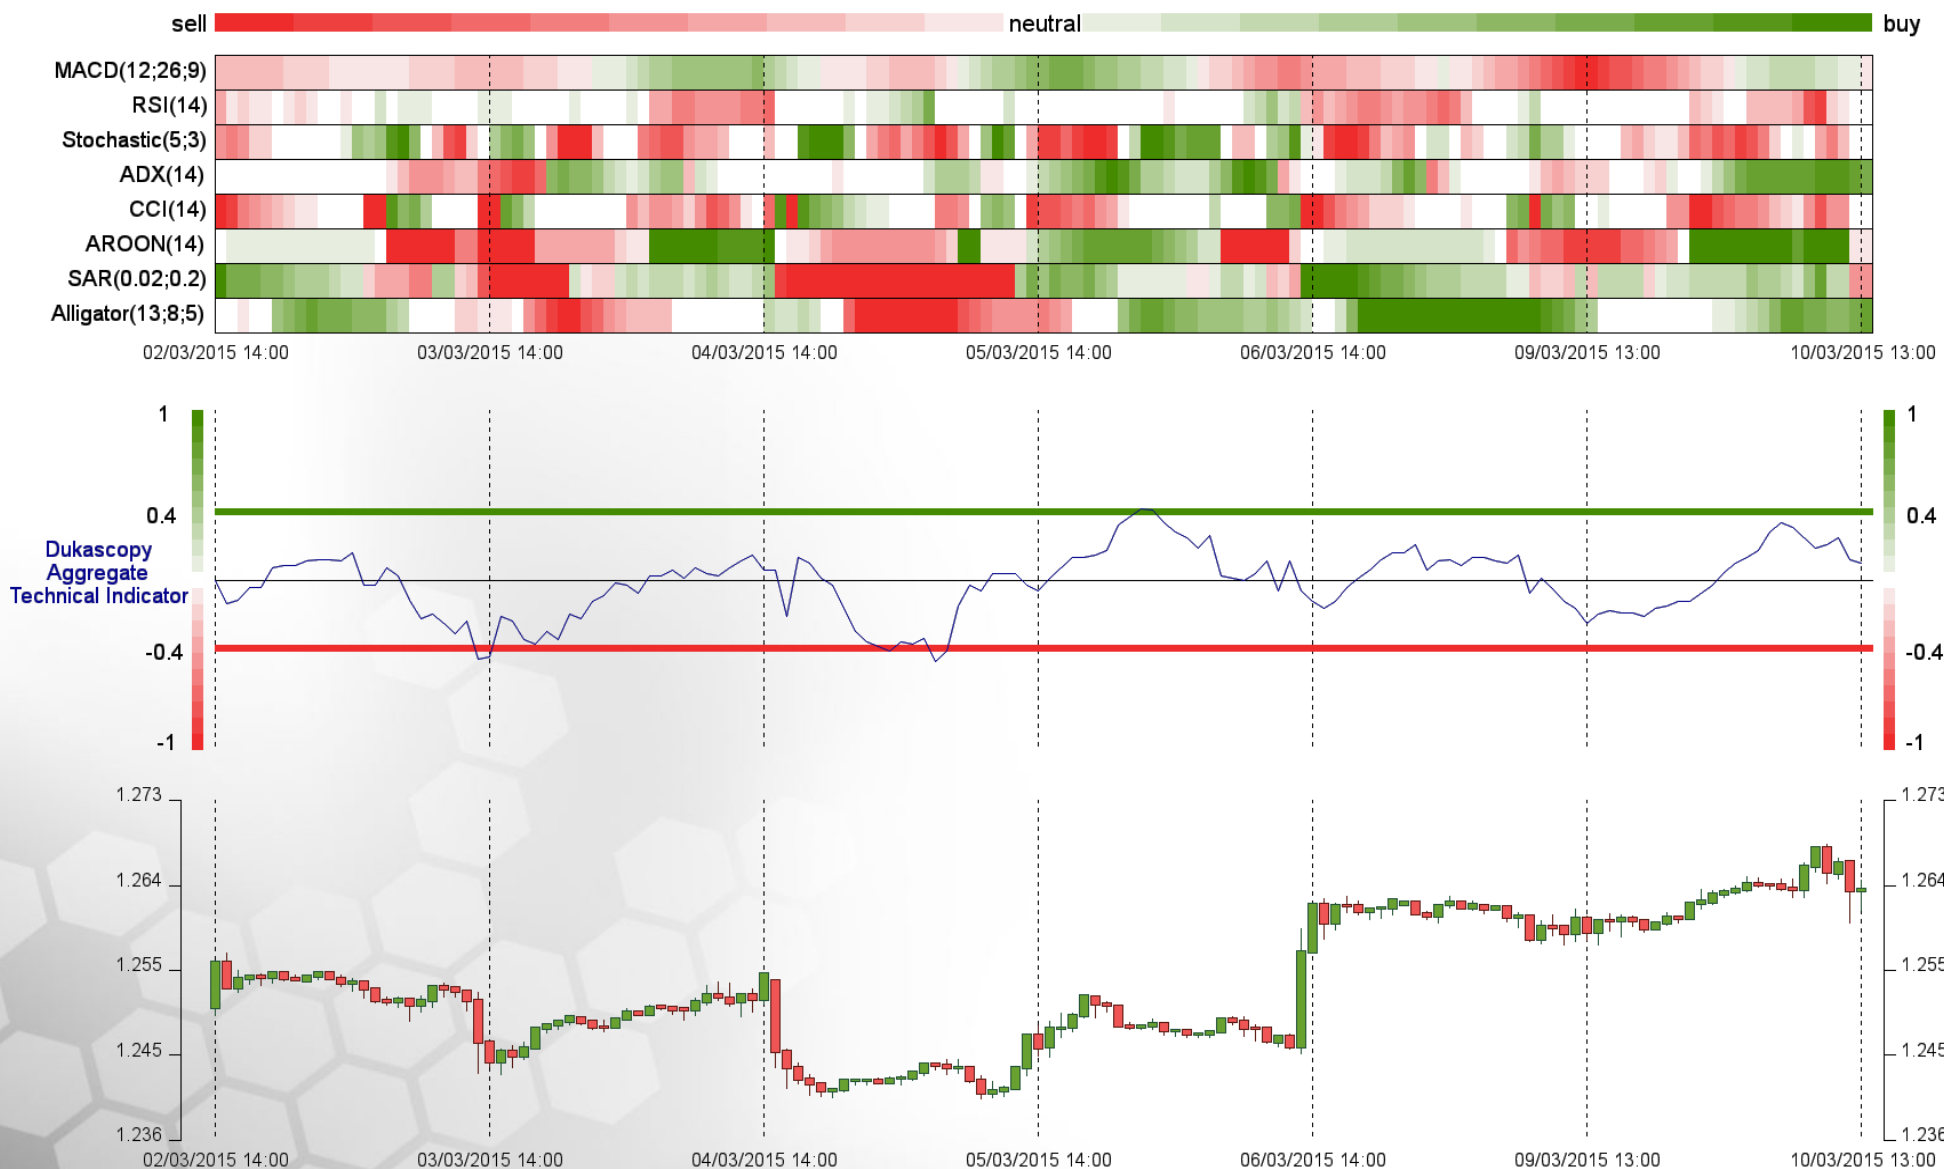 sell neutral buy
MACD(12;26;9)
RSI(14)
Stochastic(5;3)
ADX(14)
CCI(14)
AROON(14)
SAR(0.02;0.2)
Alligator(13;8;5)
02/03/2015 14:00 03/03/2015 14:00 04/03/2015 14:00 05/03/2015 14:00 06/03/2015 14:00 09/03/2015 13:00 10/03/2015 13:00
1 1
0.4 0.4
Dukascopy
Aggregate
Technical Indicator
-0.4 -0.4
-1 -1
1.273 1.273
1.264 1.264
1.255 1.255
1.245 1.245
1.236 1.236
02/03/2015 14:00 03/03/2015 14:00 04/03/2015 14:00 05/03/2015 14:00 06/03/2015 14:00 09/03/2015 13:00 10/03/2015 13:00